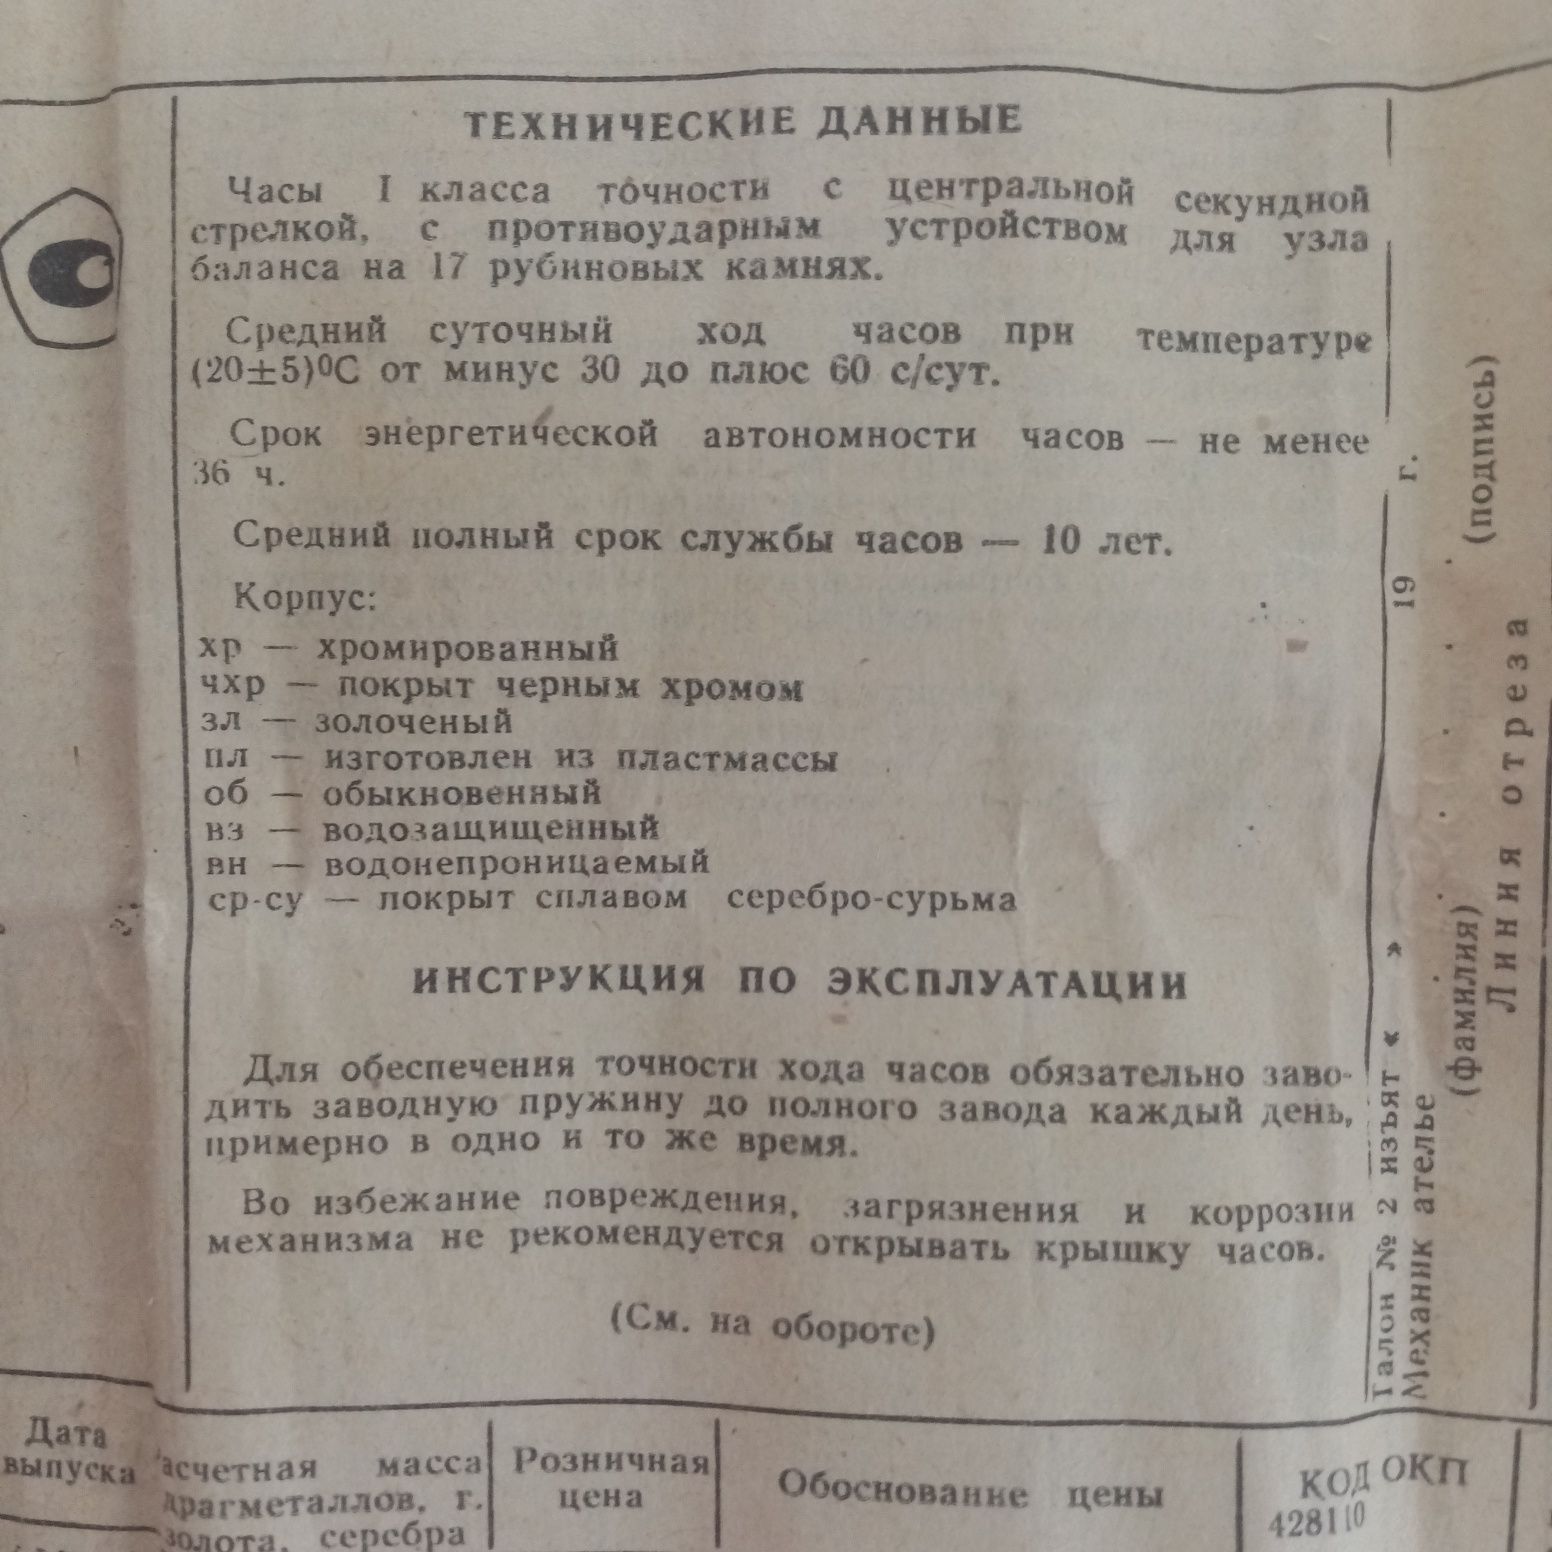 ТЕХНИЧЕСКИЕ ДАННЫЕ
Часы I класса точности с центральной секундной
стрелкой, с противоударным устройством для узла
баланса на 17 рубиновых камнях.
Средний суточный ход часов при температуре
(20±5)⁰С от минус 30 до плюс 60 с/сут.
Срок энергетической автономности часов — не менее
36 ч.
Средний полный срок службы часов — 10 лет.
Корпус:
хр — хромированный
чхр — покрыт черным хромом
зл — золоченый
пл — изготовлен из пластмассы
об — обыкновенный
вз — водозащищенный
вн — водонепроницаемый
ср-су — покрыт сплавом серебро-сурьма
ИНСТРУКЦИЯ ПО ЭКСПЛУАТАЦИИ
Для обеспечения точности хода часов обязательно заво-
дить заводную пружину до полного завода каждый день,
примерно в одно и то же время.
Во избежание повреждения, загрязнения и коррозии
механизма не рекомендуется открывать крышку часов.
(См. на обороте)
Талон № 2 изъят « » 19 г.
Механик ателье
(фамилия) (подпись)
Линия отреза
Дата
выпуска
асчетная масса
драгметаллов, г.
золота, серебра
Розничная
цена
Обоснование цены
КОД ОКП
428110